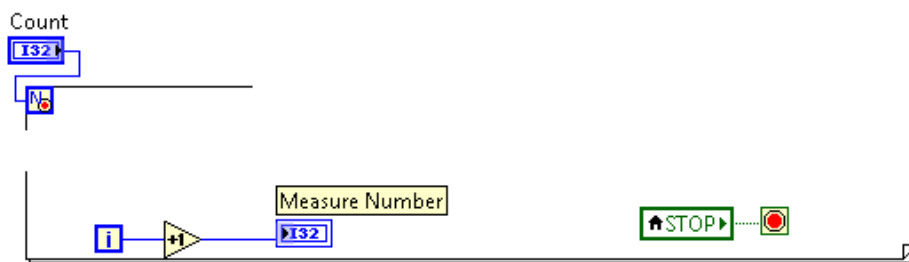 Count
I32
N
Measure Number
i +1 I32 STOP